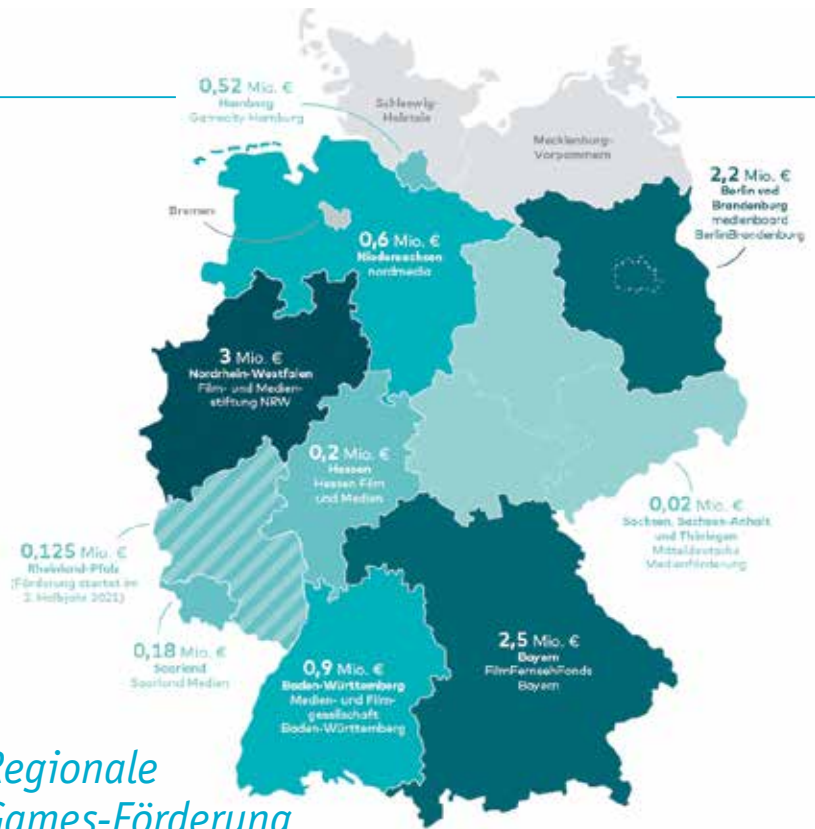 0,52 Mio. €
Hamburg
Gamecity Hamburg
Schleswig-
Holstein
Mecklenburg-
Vorpommern
2,2 Mio. €
Berlin und
Brandenburg
medienboard
BerlinBrandenburg
Bremen
0,6 Mio. €
Niedersachsen
nordmedia
3 Mio. €
Nordrhein-Westfalen
Film- und Medien-
stiftung NRW
0,2 Mio. €
Hessen
Hessen Film
und Medien
0,02 Mio. €
Sachsen, Sachsen-Anhalt
und Thüringen
Mitteldeutsche
Medienförderung
0,125 Mio. €
Rheinland-Pfalz
(Förderung startet im
2. Halbjahr 2021)
0,18 Mio. €
Saarland
Saarland Medien
0,9 Mio. €
Baden-Württemberg
Medien- und Film-
gesellschaft
Baden-Württemberg
2,5 Mio. €
Bayern
FilmFernsehFonds
Bayern
Regionale
Games-Förderung